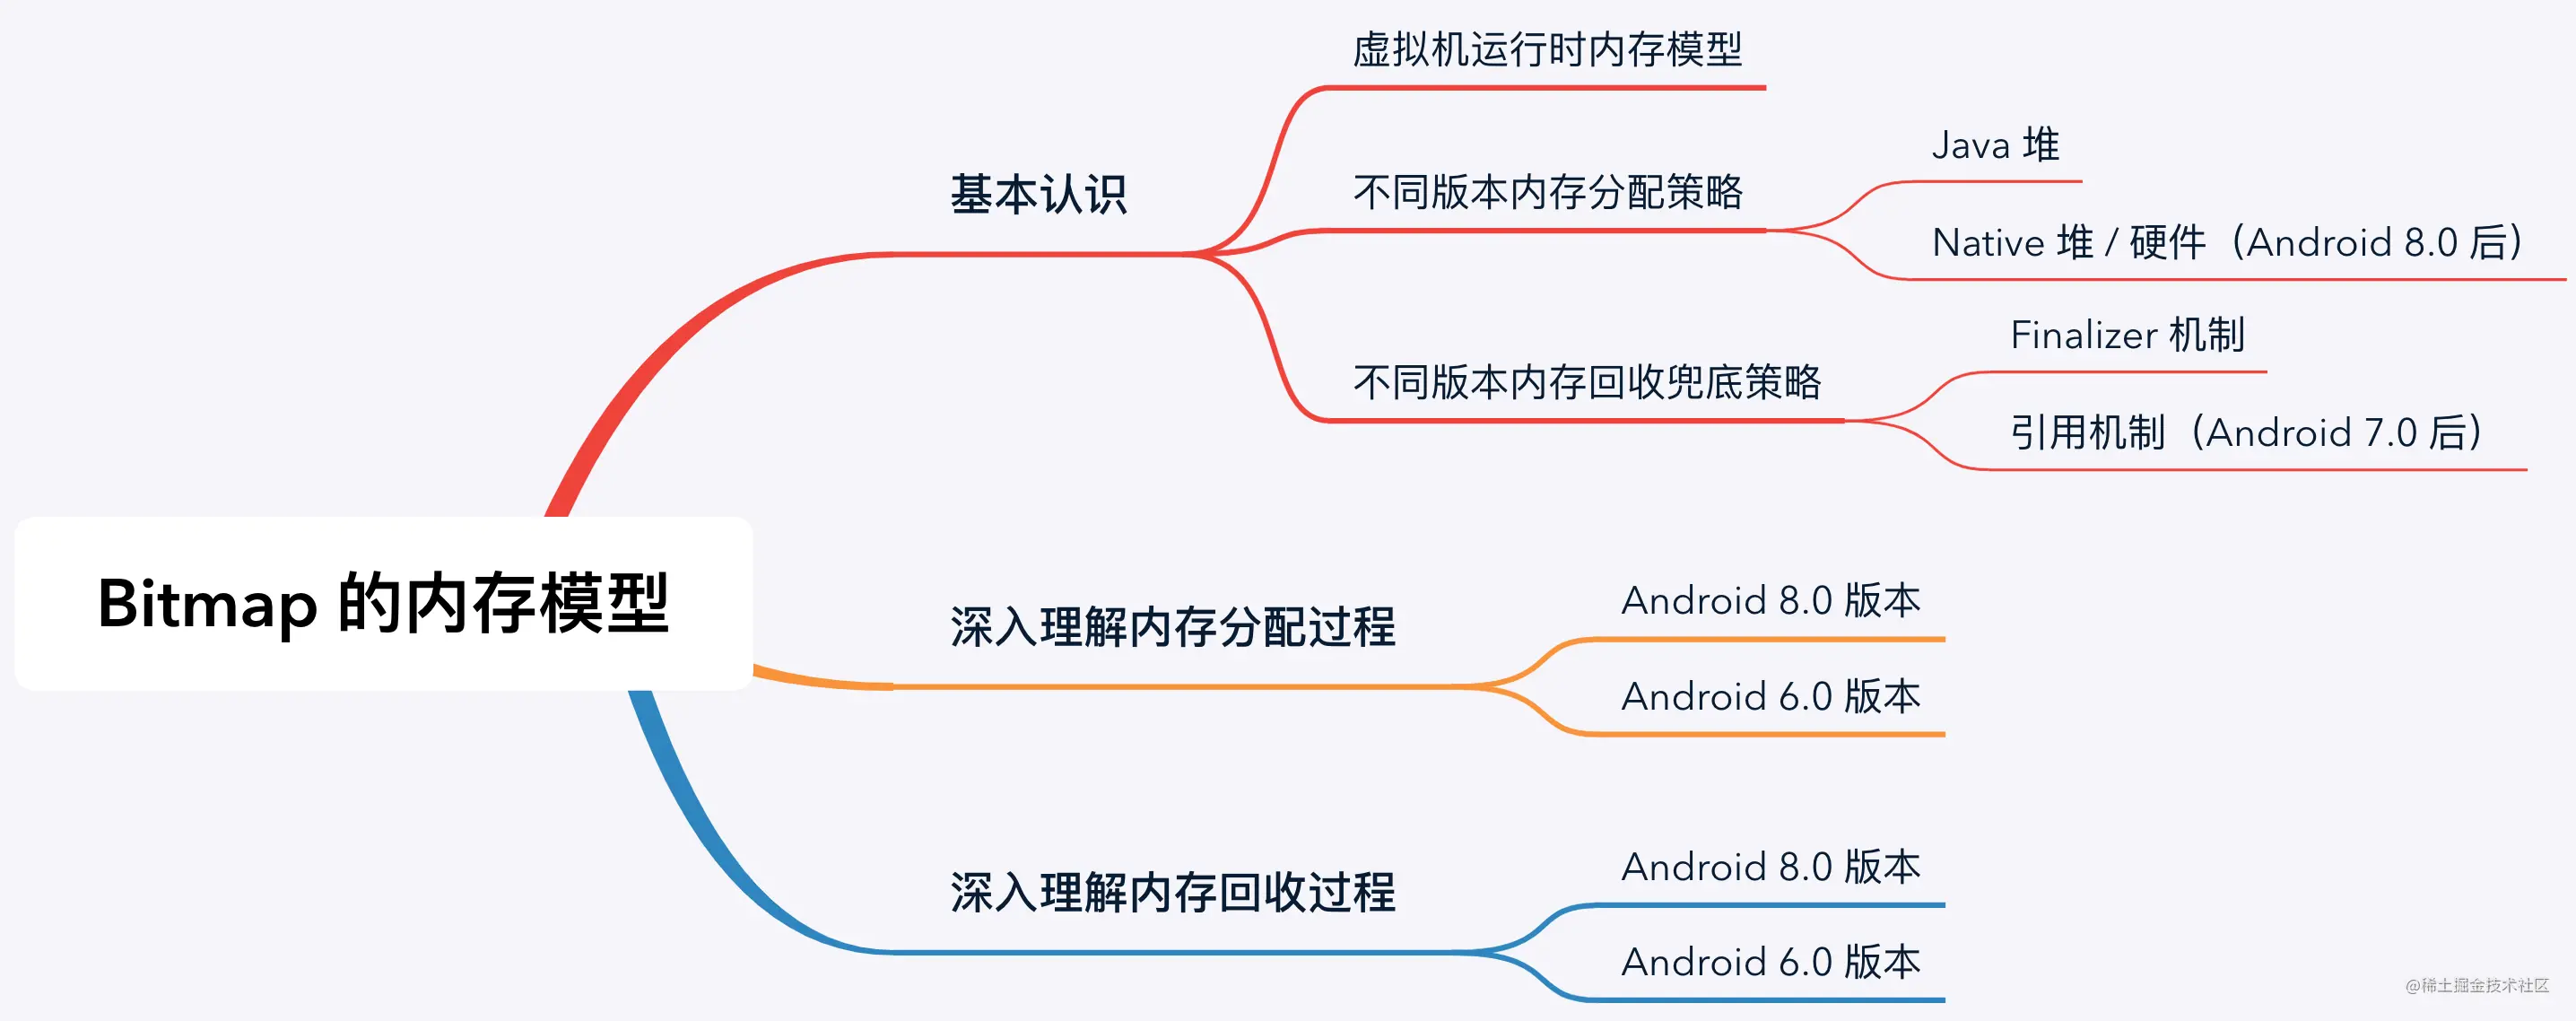 Bitmap 的内存模型
基本认识
虚拟机运行时内存模型
不同版本内存分配策略
Java 堆
Native 堆 / 硬件（Android 8.0 后）
不同版本内存回收兜底策略
Finalizer 机制
引用机制（Android 7.0 后）
深入理解内存分配过程
Android 8.0 版本
Android 6.0 版本
深入理解内存回收过程
Android 8.0 版本
Android 6.0 版本
@稀土掘金技术社区